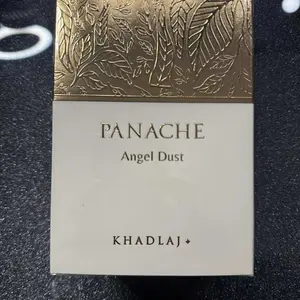 PANACHE
Angel Dust
KHADLAJ